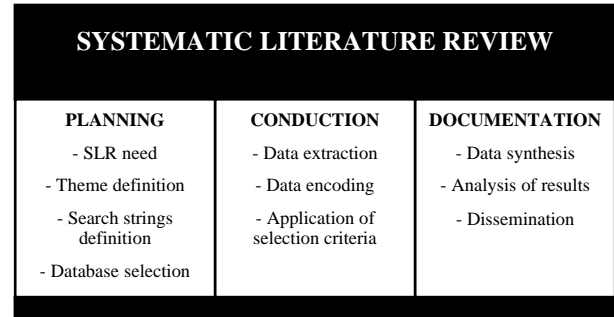 SYSTEMATIC LITERATURE REVIEW
PLANNING
- SLR need
- Theme definition
- Search strings
definition
- Database selection
CONDUCTION
- Data extraction
- Data encoding
- Application of
selection criteria
DOCUMENTATION
- Data synthesis
- Analysis of results
- Dissemination